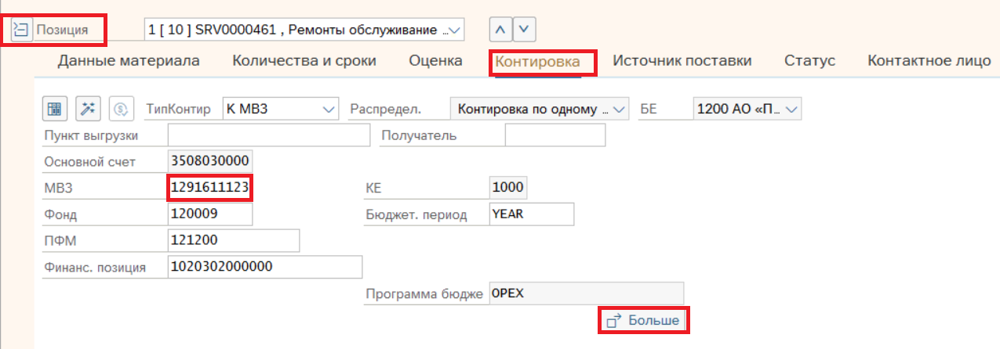 Позиция 1 [ 10 ] SRV0000461 , Ремонты обслуживание ...
Данные материала Количества и сроки Оценка Контировка Источник поставки Статус Контактное лицо
ТипКонтир К МВЗ Распредел. Контировка по одному ... БЕ 1200 АО «П...
Пункт выгрузки Получатель
Основной счет 3508030000
МВЗ 1291611123 КЕ 1000
Фонд 120009 Бюджет. период YEAR
ПФМ 121200
Финанс. позиция 1020302000000
Программа бюдже OPEX
Больше